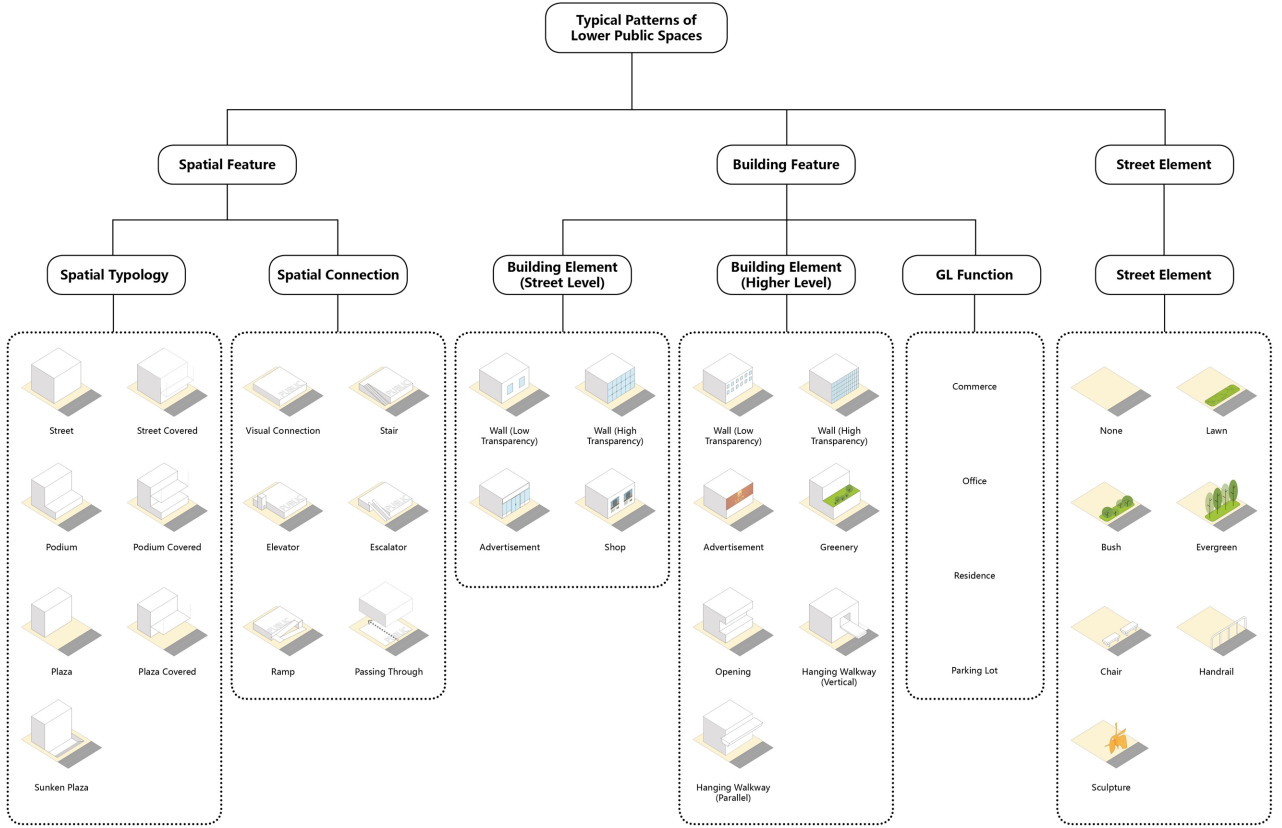 Typical Patterns of
Lower Public Spaces
Spatial Feature
Building Feature
Street Element
Spatial Typology
Spatial Connection
Building Element
(Street Level)
Building Element
(Higher Level)
GL Function
Street Element
Street
Street Covered
Podium
Podium Covered
Plaza
Plaza Covered
Sunken Plaza
Visual Connection
Stair
Elevator
Escalator
Ramp
Passing Through
Wall (Low
Transparency)
Wall (High
Transparency)
Advertisement
Shop
Wall (Low
Transparency)
Wall (High
Transparency)
Advertisement
Greenery
Opening
Hanging Walkway
(Vertical)
Hanging Walkway
(Parallel)
Commerce
Office
Residence
Parking Lot
None
Lawn
Bush
Evergreen
Chair
Handrail
Sculpture